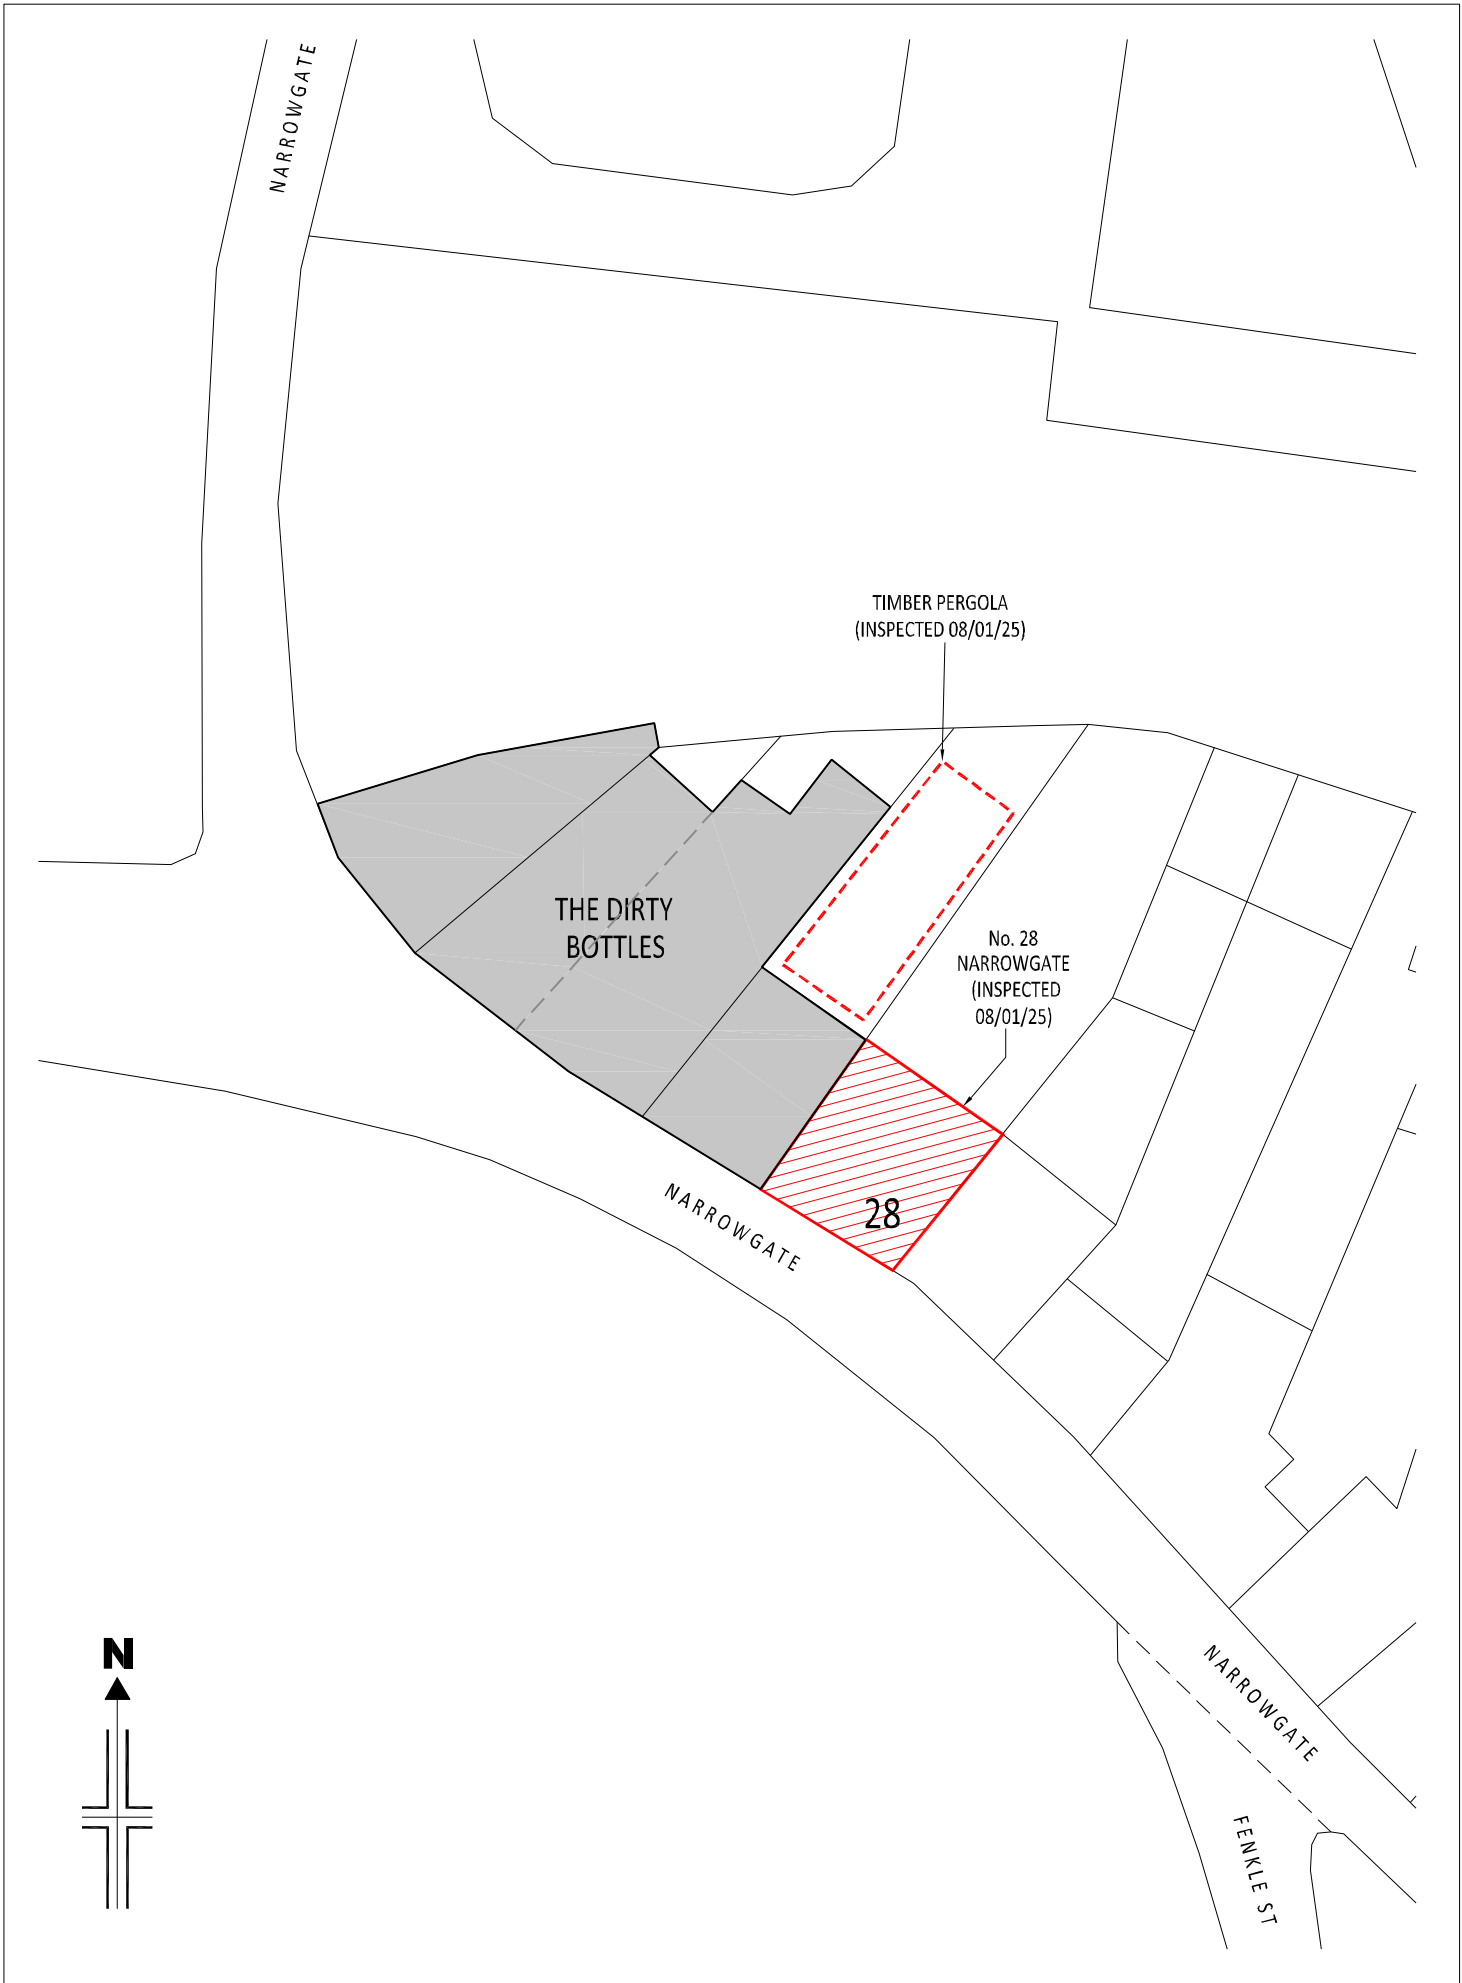 NARROWGATE
TIMBER PERGOLA
(INSPECTED 08/01/25)
THE DIRTY
BOTTLES
No. 28
NARROWGATE
(INSPECTED
08/01/25)
28
NARROWGATE
N
NARROWGATE
FENKLE ST